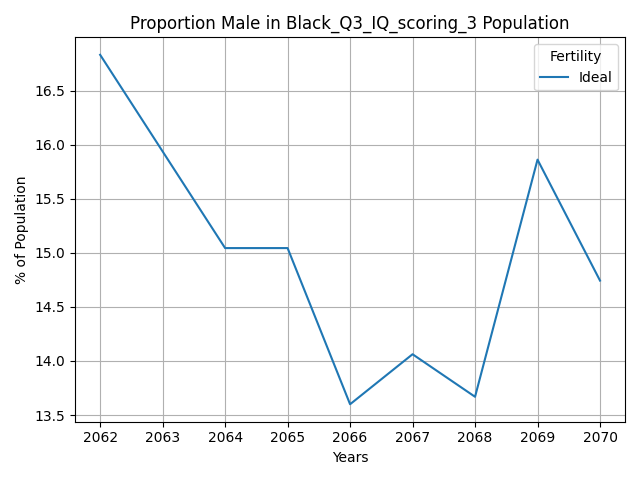 Proportion Male in Black_Q3_IQ_scoring_3 Population
Fertility
Ideal
% of Population
16.5
16.0
15.5
15.0
14.5
14.0
13.5
2062 2063 2064 2065 2066 2067 2068 2069 2070
Years